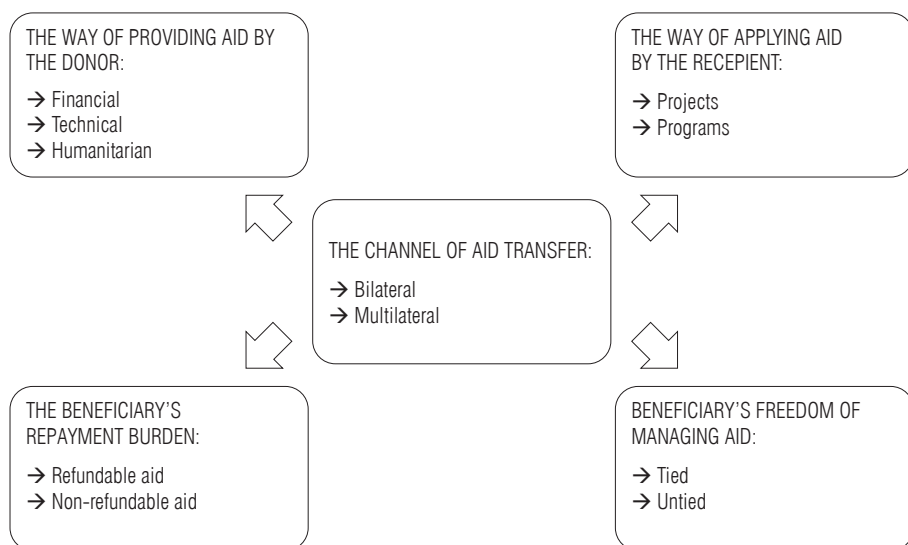 THE WAY OF PROVIDING AID BY
THE DONOR:
→ Financial
→ Technical
→ Humanitarian
THE WAY OF APPLYING AID
BY THE RECEPIENT:
→ Projects
→ Programs
THE CHANNEL OF AID TRANSFER:
→ Bilateral
→ Multilateral
THE BENEFICIARY'S
REPAYMENT BURDEN:
→ Refundable aid
→ Non-refundable aid
BENEFICIARY'S FREEDOM OF
MANAGING AID:
→ Tied
→ Untied